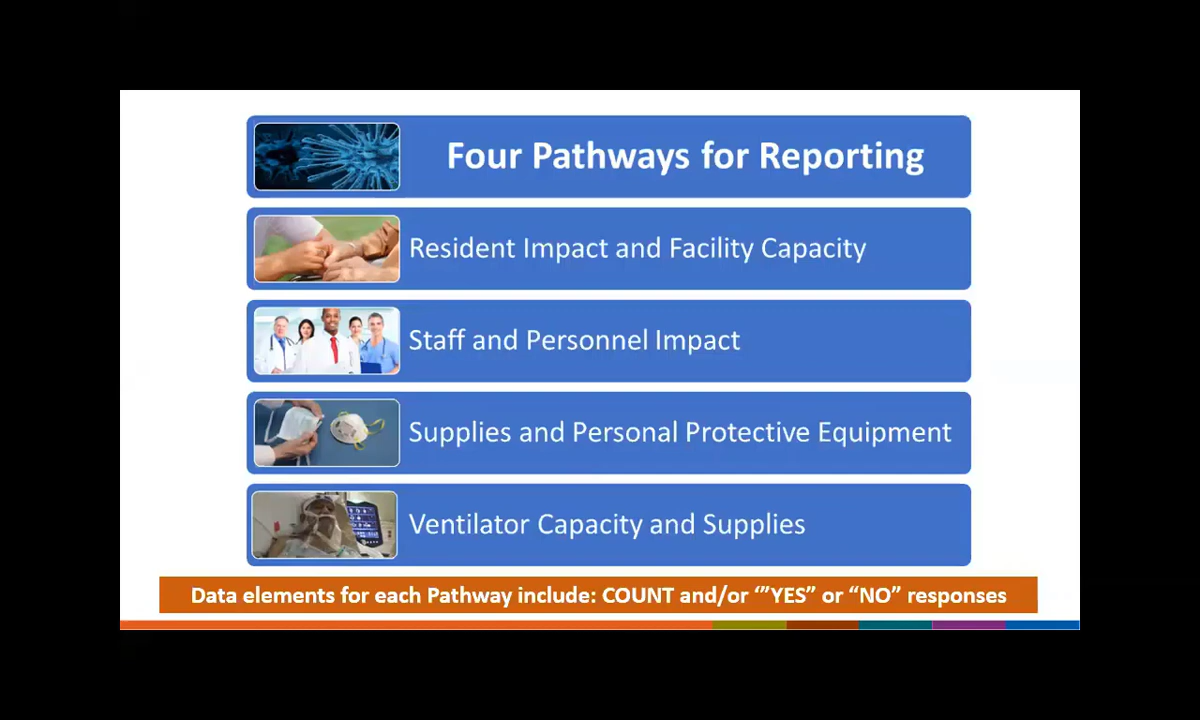 Four Pathways for Reporting
Resident Impact and Facility Capacity
Staff and Personnel Impact
Supplies and Personal Protective Equipment
Ventilator Capacity and Supplies
Data elements for each Pathway include: COUNT and/or “”YES” or “NO” responses